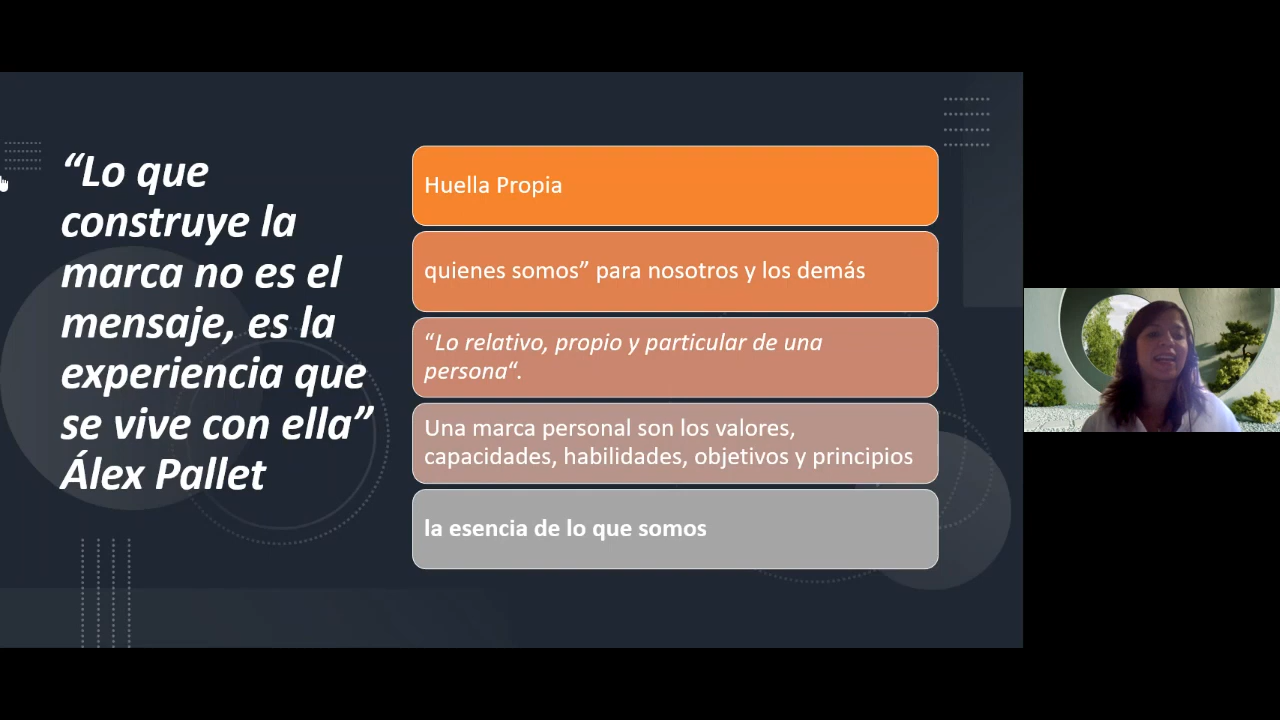 “Lo que
construye la
marca no es el
mensaje, es la
experiencia que
se vive con ella”
Álex Pallet
Huella Propia
quienes somos” para nosotros y los demás
“Lo relativo, propio y particular de una
persona“.
Una marca personal son los valores,
capacidades, habilidades, objetivos y principios
la esencia de lo que somos